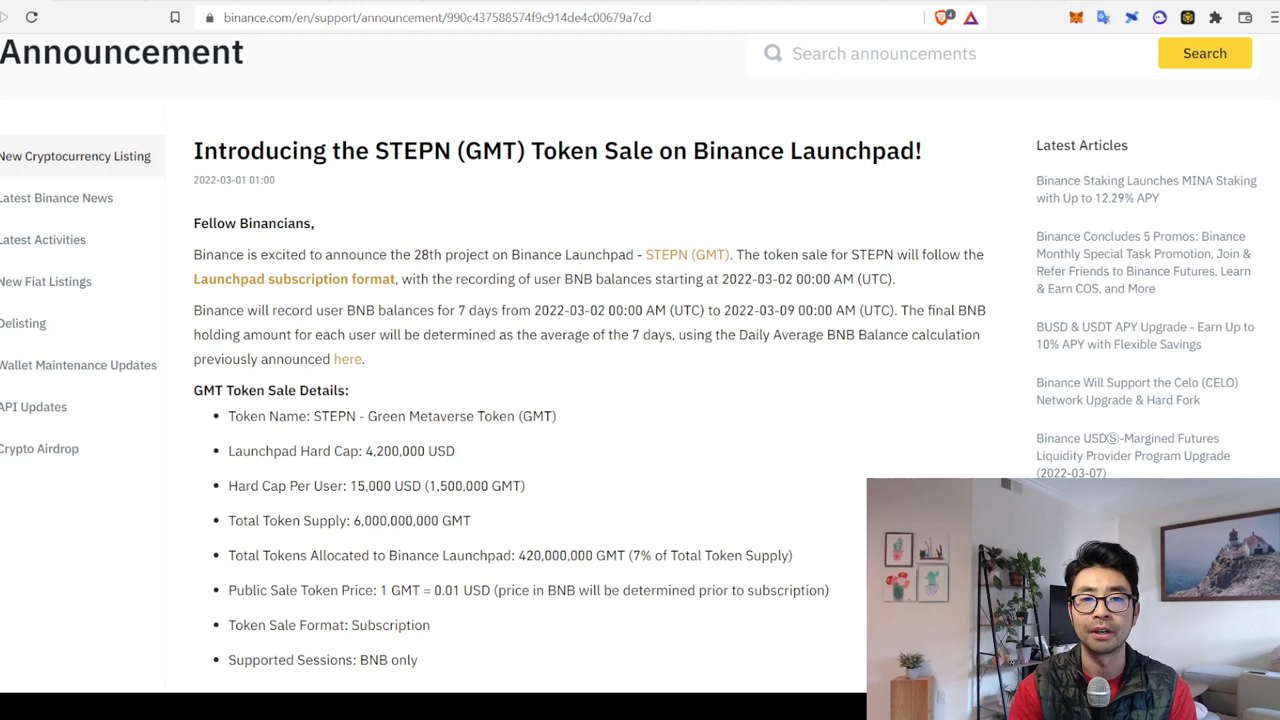 binance.com/en/support/announcement/990c437588574f9c914de4c00679a7cd
4
Announcement
Search announcements
Search
New Cryptocurrency Listing
Latest Binance News
Latest Activities
New Fiat Listings
Delisting
Wallet Maintenance Updates
API Updates
Crypto Airdrop
Introducing the STEPN (GMT) Token Sale on Binance Launchpad!
2022-03-01 01:00
Fellow Binancians,
Binance is excited to announce the 28th project on Binance Launchpad - STEPN (GMT). The token sale for STEPN will follow the
Launchpad subscription format, with the recording of user BNB balances starting at 2022-03-02 00:00 AM (UTC).
Binance will record user BNB balances for 7 days from 2022-03-02 00:00 AM (UTC) to 2022-03-09 00:00 AM (UTC). The final BNB
holding amount for each user will be determined as the average of the 7 days, using the Daily Average BNB Balance calculation
previously announced here.
GMT Token Sale Details:
• Token Name: STEPN - Green Metaverse Token (GMT)
• Launchpad Hard Cap: 4,200,000 USD
• Hard Cap Per User: 15,000 USD (1,500,000 GMT)
• Total Token Supply: 6,000,000,000 GMT
• Total Tokens Allocated to Binance Launchpad: 420,000,000 GMT (7% of Total Token Supply)
• Public Sale Token Price: 1 GMT = 0.01 USD (price in BNB will be determined prior to subscription)
• Token Sale Format: Subscription
• Supported Sessions: BNB only
Latest Articles
Binance Staking Launches MINA Staking
with Up to 12.29% APY
Binance Concludes 5 Promos: Binance
Monthly Special Task Promotion, Join &
Refer Friends to Binance Futures, Learn
& Earn COS, and More
BUSD & USDT APY Upgrade - Earn Up to
10% APY with Flexible Savings
Binance Will Support the Celo (CELO)
Network Upgrade & Hard Fork
Binance USDⓈ-Margined Futures
Liquidity Provider Program Upgrade
(2022-03-07)